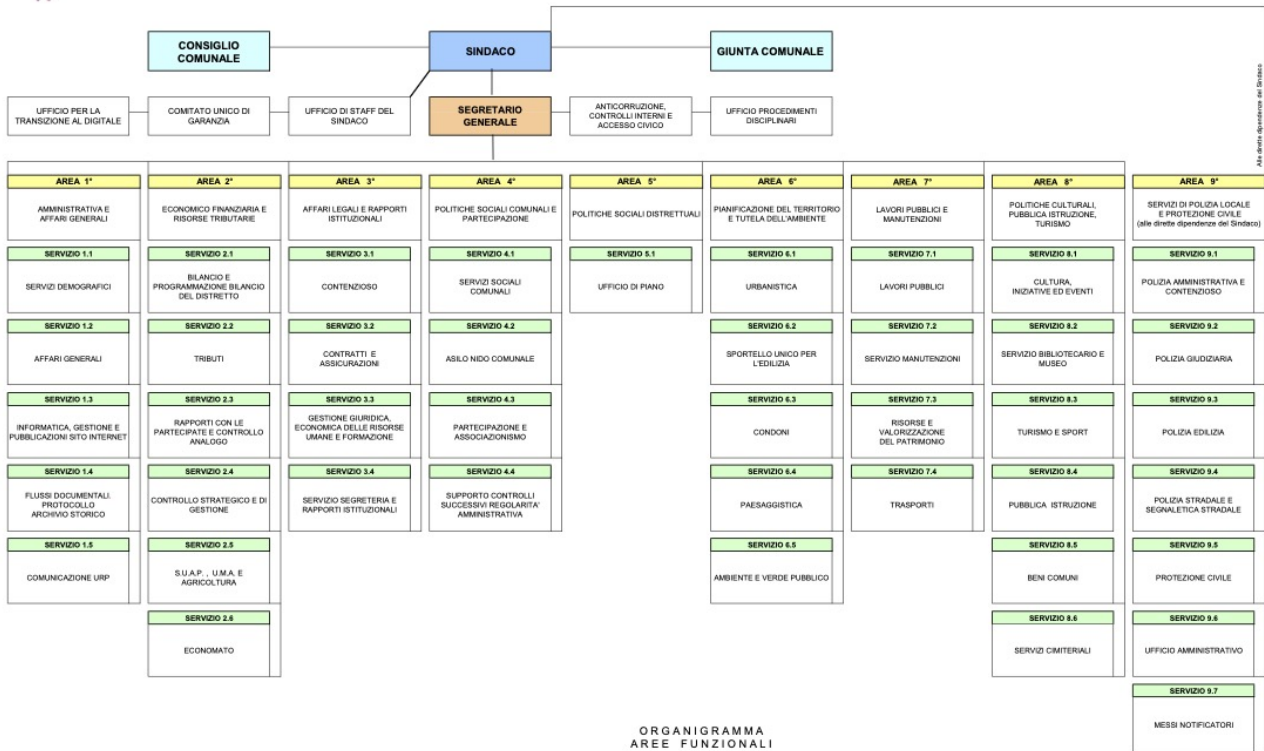 CONSIGLIO
COMUNALE
SINDACO
GIUNTA COMUNALE
Alle dirette dipendenze del Sindaco
UFFICIO PER LA
TRANSIZIONE AL DIGITALE
COMITATO UNICO DI
GARANZIA
UFFICIO DI STAFF DEL
SINDACO
SEGRETARIO
GENERALE
ANTICORRUZIONE,
CONTROLLI INTERNI E
ACCESSO CIVICO
UFFICIO PROCEDIMENTI
DISCIPLINARI
AREA 1°
AMMINISTRATIVA E
AFFARI GENERALI
SERVIZIO 1.1
SERVIZI DEMOGRAFICI
SERVIZIO 1.2
AFFARI GENERALI
SERVIZIO 1.3
INFORMATICA, GESTIONE E
PUBBLICAZIONI SITO INTERNET
SERVIZIO 1.4
FLUSSI DOCUMENTALI.
PROTOCOLLO
ARCHIVIO STORICO
SERVIZIO 1.5
COMUNICAZIONE URP
AREA 2°
ECONOMICO FINANZIARIA E
RISORSE TRIBUTARIE
SERVIZIO 2.1
BILANCIO E
PROGRAMMAZIONE BILANCIO
DEL DISTRETTO
SERVIZIO 2.2
TRIBUTI
SERVIZIO 2.3
RAPPORTI CON LE
PARTECIPATE E CONTROLLO
ANALOGO
SERVIZIO 2.4
CONTROLLO STRATEGICO E DI
GESTIONE
SERVIZIO 2.5
S.U.A.P. , U.M.A. E
AGRICOLTURA
SERVIZIO 2.6
ECONOMATO
AREA 3°
AFFARI LEGALI E RAPPORTI
ISTITUZIONALI
SERVIZIO 3.1
CONTENZIOSO
SERVIZIO 3.2
CONTRATTI E
ASSICURAZIONI
SERVIZIO 3.3
GESTIONE GIURIDICA,
ECONOMICA DELLE RISORSE
UMANE E FORMAZIONE
SERVIZIO 3.4
SERVIZIO SEGRETERIA E
RAPPORTI ISTITUZIONALI
AREA 4°
POLITICHE SOCIALI COMUNALI E
PARTECIPAZIONE
SERVIZIO 4.1
SERVIZI SOCIALI
COMUNALI
SERVIZIO 4.2
ASILO NIDO COMUNALE
SERVIZIO 4.3
PARTECIPAZIONE E
ASSOCIAZIONISMO
SERVIZIO 4.4
SUPPORTO CONTROLLI
SUCCESSIVI REGOLARITA'
AMMINISTRATIVA
AREA 5°
POLITICHE SOCIALI DISTRETTUALI
SERVIZIO 5.1
UFFICIO DI PIANO
AREA 6°
PIANIFICAZIONE DEL TERRITORIO
E TUTELA DELL'AMBIENTE
SERVIZIO 6.1
URBANISTICA
SERVIZIO 6.2
SPORTELLO UNICO PER
L'EDILIZIA
SERVIZIO 6.3
CONDONI
SERVIZIO 6.4
PAESAGGISTICA
SERVIZIO 6.5
AMBIENTE E VERDE PUBBLICO
AREA 7°
LAVORI PUBBLICI E
MANUTENZIONI
SERVIZIO 7.1
LAVORI PUBBLICI
SERVIZIO 7.2
SERVIZIO MANUTENZIONI
SERVIZIO 7.3
RISORSE E
VALORIZZAZIONE
DEL PATRIMONIO
SERVIZIO 7.4
TRASPORTI
AREA 8°
POLITICHE CULTURALI,
PUBBLICA ISTRUZIONE,
TURISMO
SERVIZIO 8.1
CULTURA,
INIZIATIVE ED EVENTI
SERVIZIO 8.2
SERVIZIO BIBLIOTECARIO E
MUSEO
SERVIZIO 8.3
TURISMO E SPORT
SERVIZIO 8.4
PUBBLICA ISTRUZIONE
SERVIZIO 8.5
BENI COMUNI
SERVIZIO 8.6
SERVIZI CIMITERIALI
AREA 9°
SERVIZI DI POLIZIA LOCALE
E PROTEZIONE CIVILE
(alle dirette dipendenze del Sindaco)
SERVIZIO 9.1
POLIZIA AMMINISTRATIVA E
CONTENZIOSO
SERVIZIO 9.2
POLIZIA GIUDIZIARIA
SERVIZIO 9.3
POLIZIA EDILIZIA
SERVIZIO 9.4
POLIZIA STRADALE E
SEGNALETICA STRADALE
SERVIZIO 9.5
PROTEZIONE CIVILE
SERVIZIO 9.6
UFFICIO AMMINISTRATIVO
SERVIZIO 9.7
MESSI NOTIFICATORI
ORGANIGRAMMA
AREE FUNZIONALI